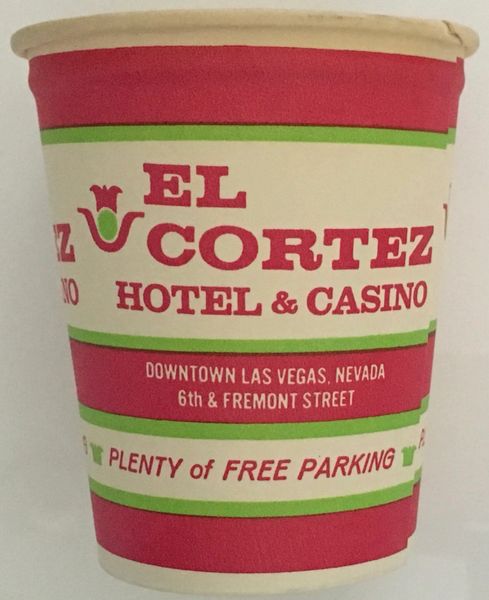 EL
CORTEZ
HOTEL & CASINO
DOWNTOWN LAS VEGAS, NEVADA
6th & FREMONT STREET
PLENTY of FREE PARKING